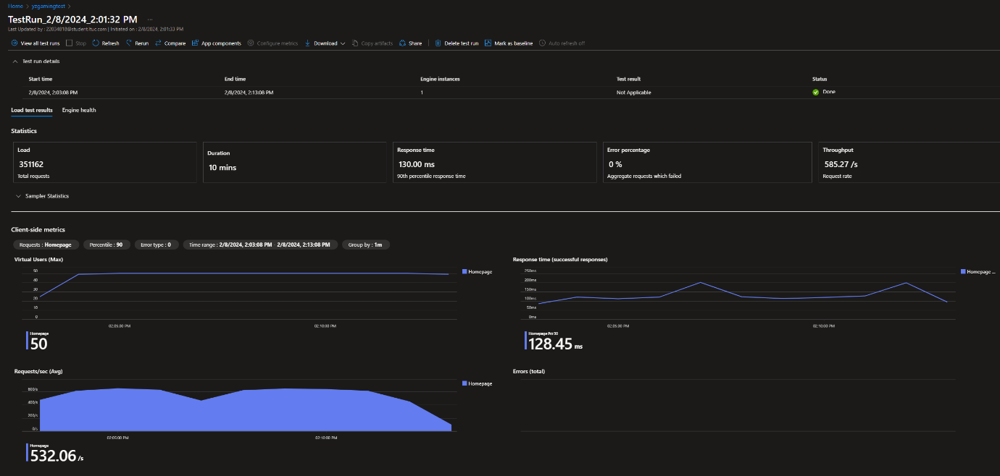 Home > yzgamingtest >
TestRun_2/8/2024_2:01:32 PM ...
Last Updated by : 22034818@student.ltuc.com | Initiated on : 2/8/2024, 2:01:33 PM
View all test runs Stop Refresh Rerun Compare App components Configure metrics Download Copy artifacts Share Delete test run Mark as baseline Auto refresh off
Test run details
Start time End time Engine instances Test result Status
2/8/2024, 2:03:08 PM 2/8/2024, 2:13:08 PM 1 Not Applicable Done
Load test results Engine health
Statistics
Load
351162
Total requests
Duration
10 mins
Response time
130.00 ms
90th percentile response time
Error percentage
0 %
Aggregate requests which failed
Throughput
585.27 /s
Request rate
Sampler Statistics
Client-side metrics
Requests : Homepage Percentile : 90 Error type : 0 Time range : 2/8/2024, 2:03:08 PM - 2/8/2024, 2:13:08 PM Group by : 1m
Virtual Users (Max)
50
40
30
20
10
0
02:05:00 PM 02:10:00 PM
Homepage
Homepage
50
Response time (successful responses)
250ms
200ms
150ms
100ms
50ms
0ms
02:05:00 PM 02:10:00 PM
Homepage ...
Homepage Pct 90
128.45 ms
Requests/sec (Avg)
600/s
400/s
200/s
0/s
02:05:00 PM 02:10:00 PM
Homepage
Homepage
532.06 /s
Errors (total)